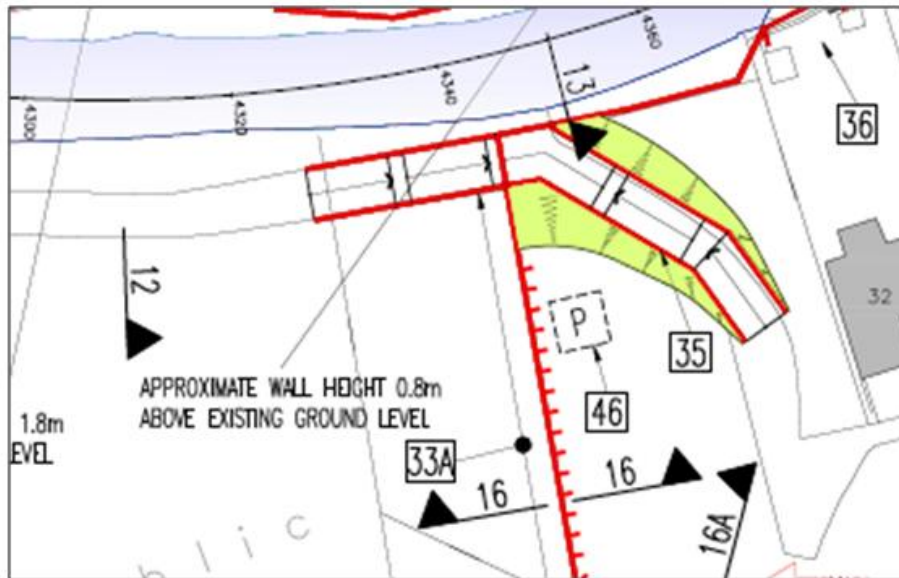 4300
4320
4340
4360
13
36
12
32
P
35
APPROXIMATE WALL HEIGHT 0.8m
ABOVE EXISTING GROUND LEVEL
46
1.8m
EVEL
33A
16
16
16A
blic